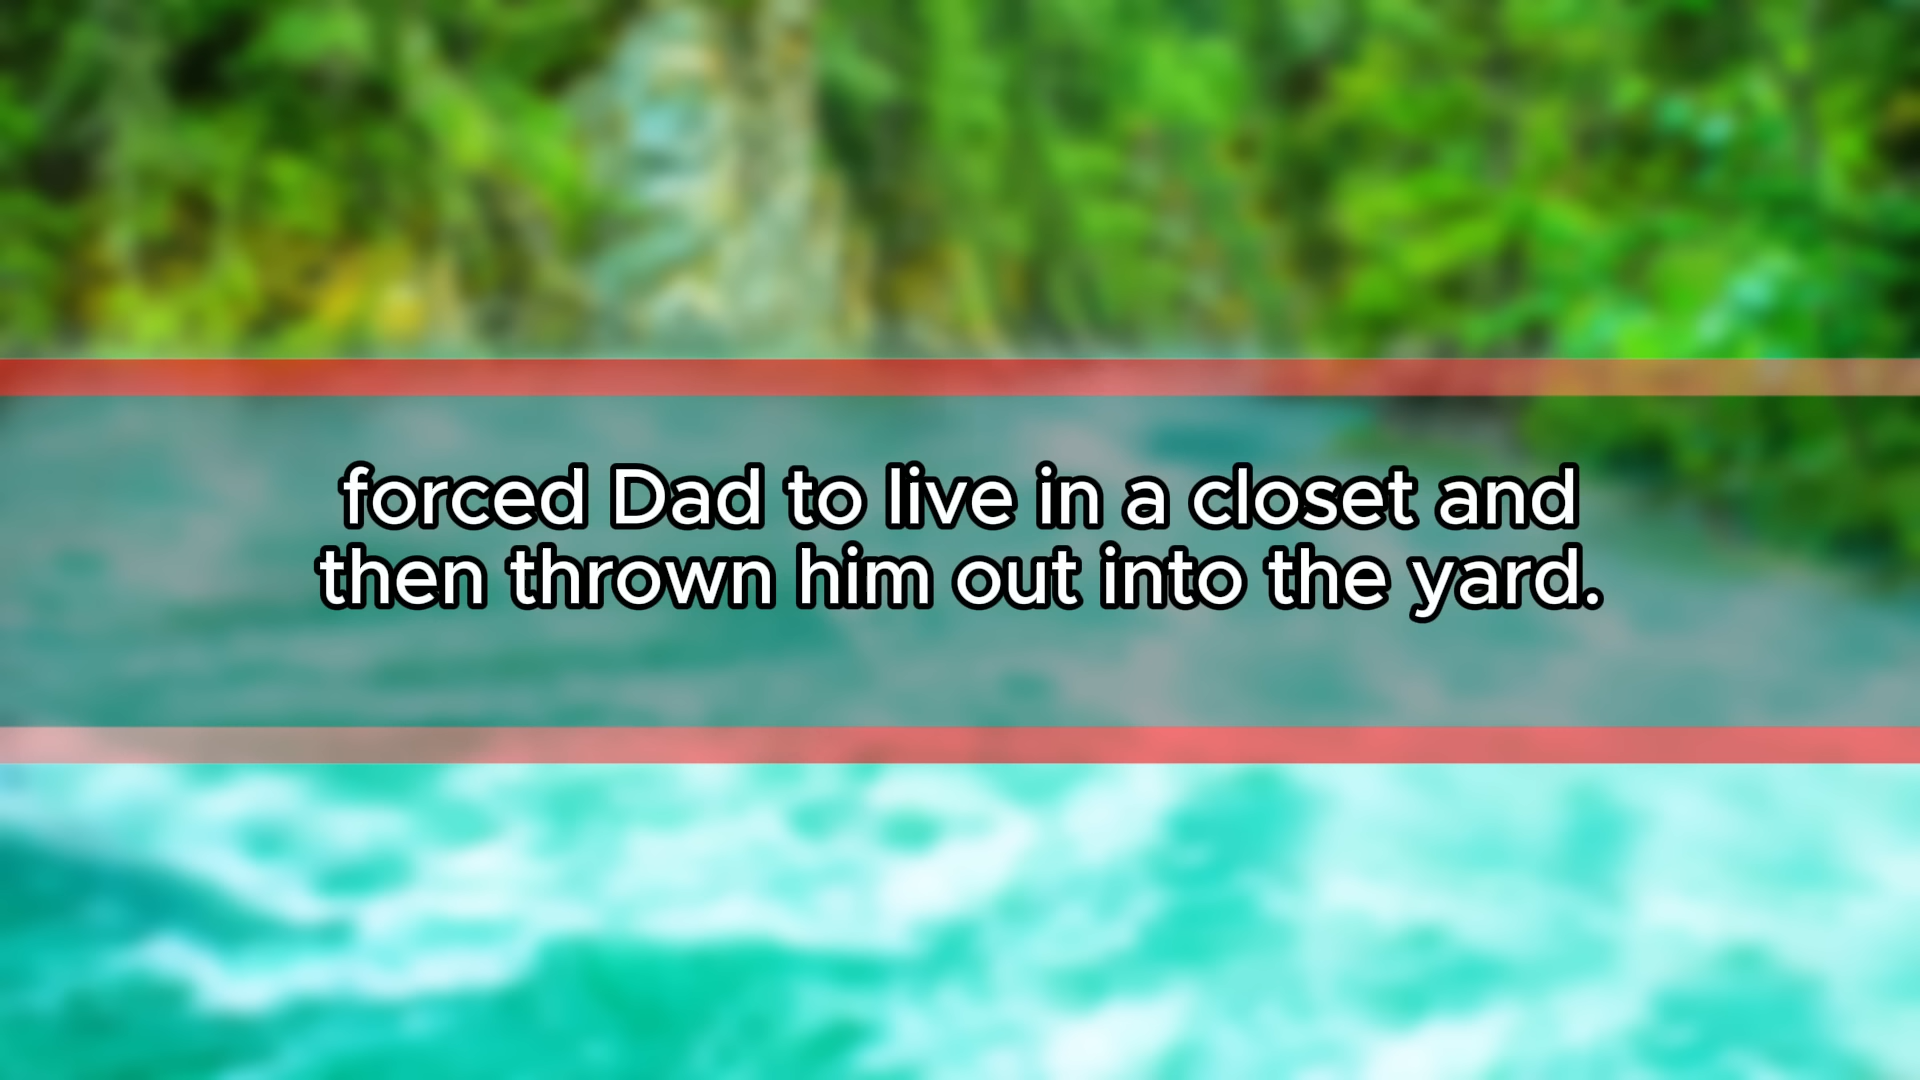 forced Dad to live in a closet and
then thrown him out into the yard.